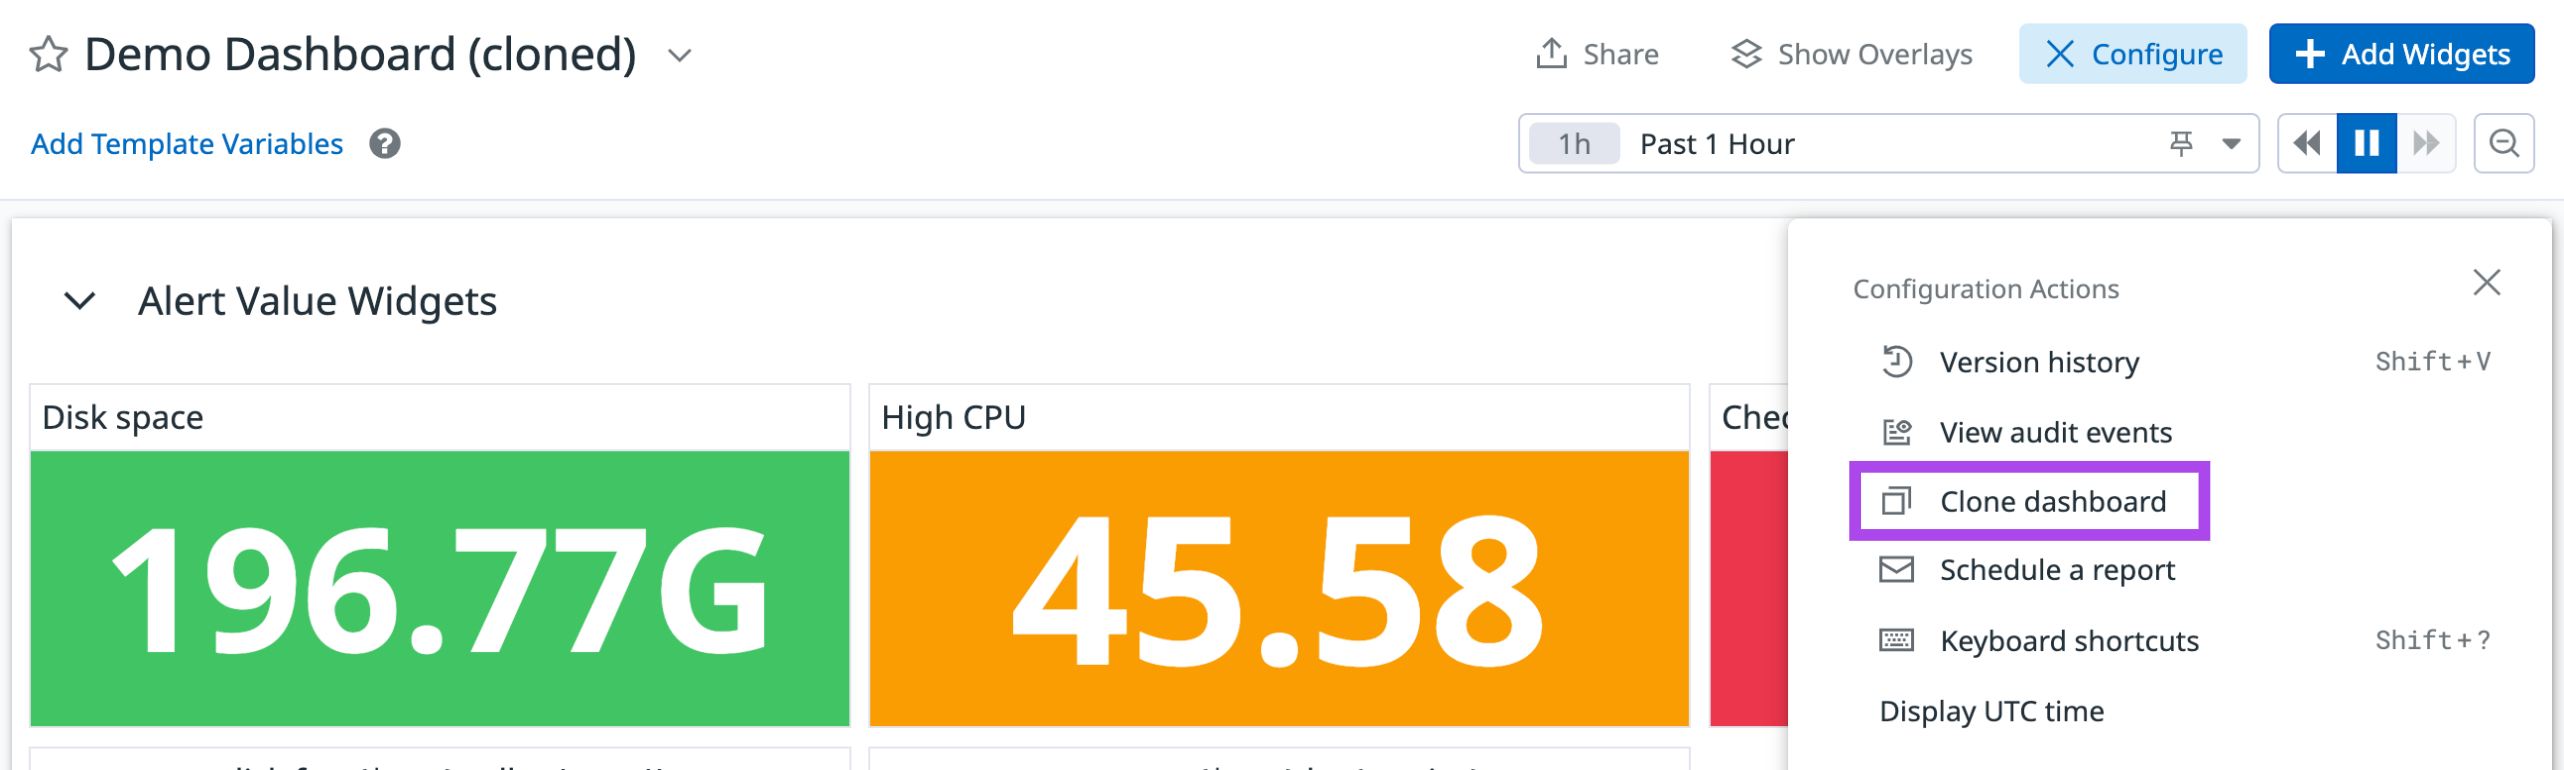 Demo Dashboard (cloned)
Share
Show Overlays
Configure
Add Widgets
Add Template Variables
?
1h
Past 1 Hour
Alert Value Widgets
Disk space
196.77G
High CPU
45.58
Configuration Actions
Version history
Shift+V
View audit events
Clone dashboard
Schedule a report
Keyboard shortcuts
Shift+?
Display UTC time